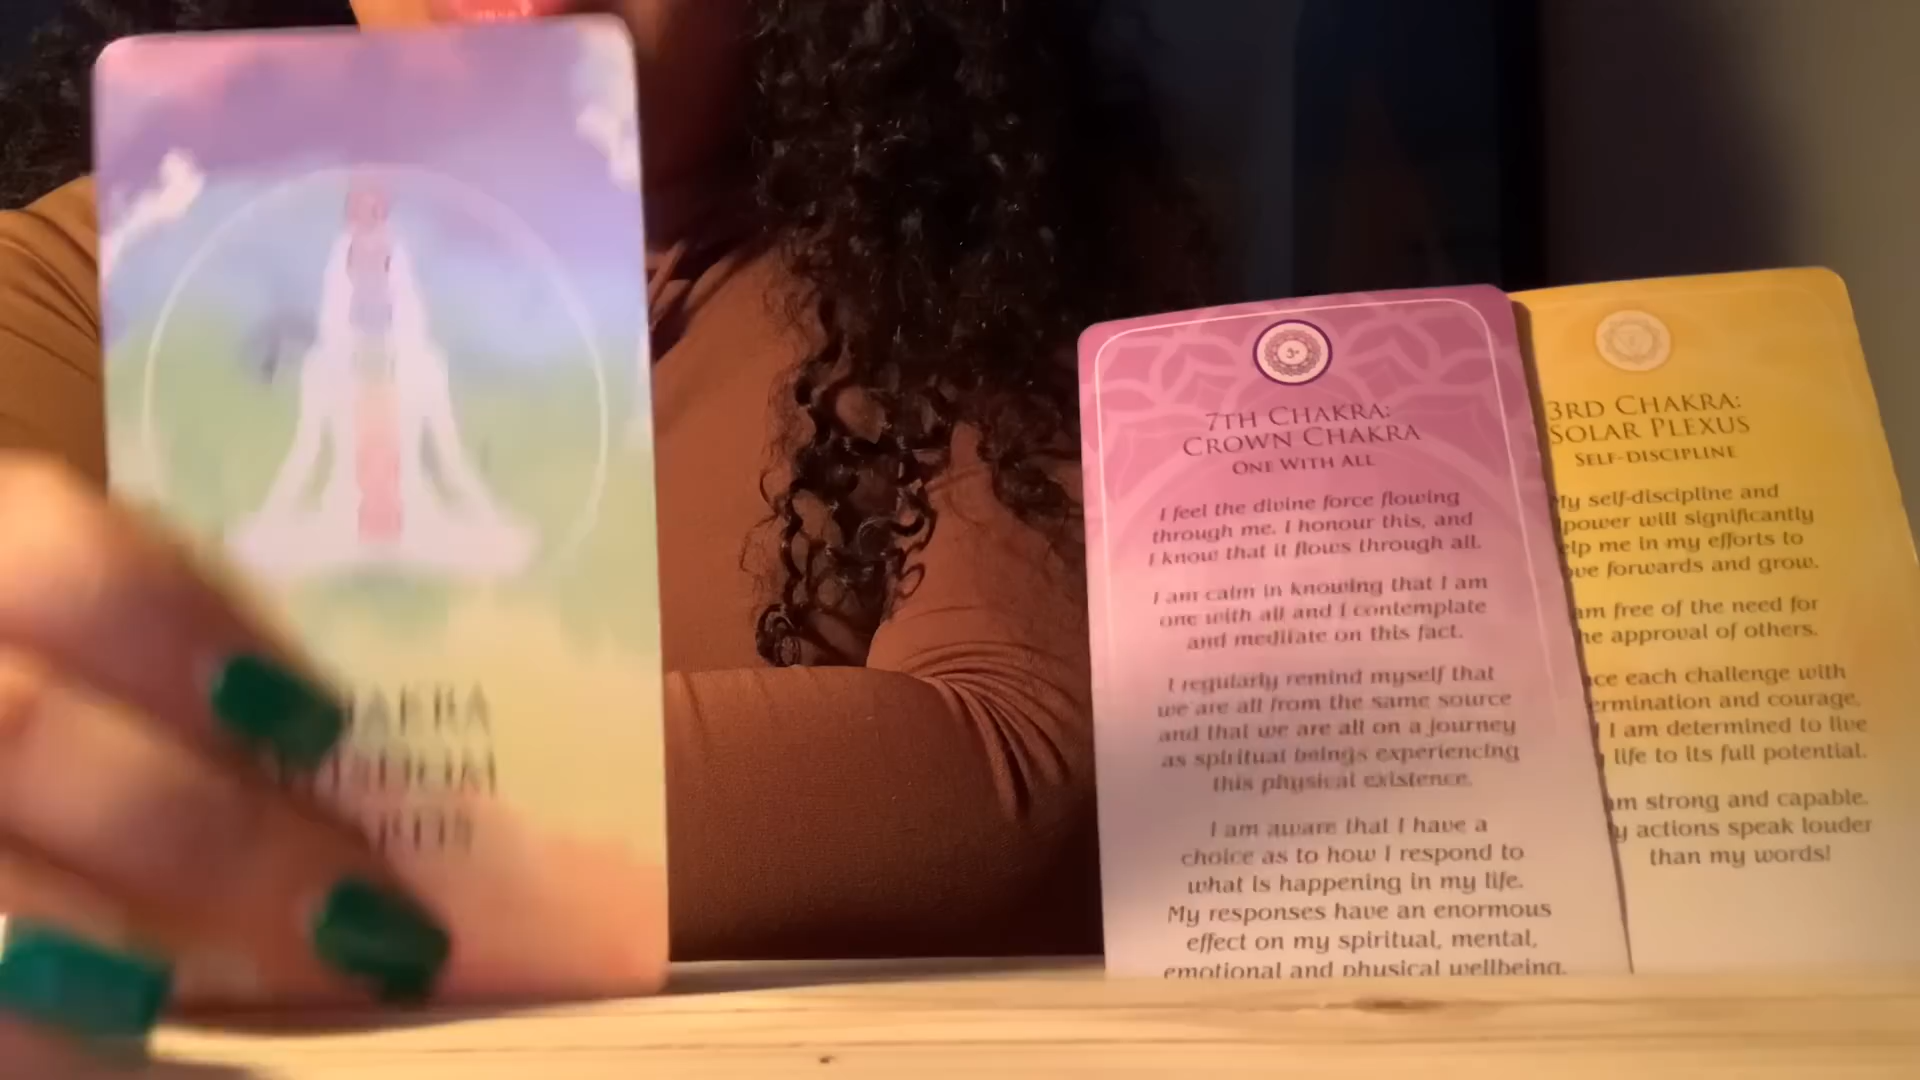 7TH CHAKRA:
CROWN CHAKRA
ONE WITH ALL
I feel the divine force flowing
through me. I honour this, and
I know that it flows through all.
I am calm in knowing that I am
one with all and I contemplate
and meditate on this fact.
I regularly remind myself that
we are all from the same source
and that we are all on a journey
as spiritual beings experiencing
this physical existence.
I am aware that I have a
choice as to how I respond to
what is happening in my life.
My responses have an enormous
effect on my spiritual, mental,
emotional and physical wellbeing.
3RD CHAKRA:
SOLAR PLEXUS
SELF-DISCIPLINE
My self-discipline and
power will significantly
me in my efforts to
forwards and grow.
am free of the need for
approval of others.
each challenge with
and courage,
I am determined to live
life to its full potential.
strong and capable.
actions speak louder
than my words!